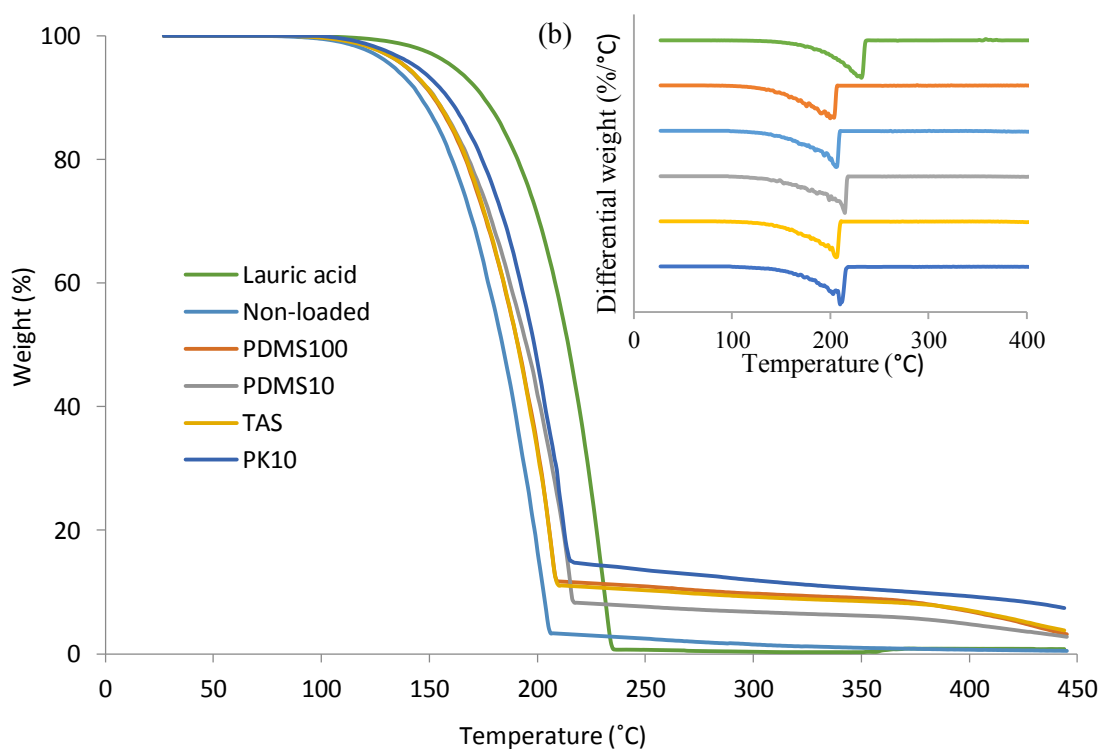 100
80
60
40
20
0
Weight (%)
0
50
100
150
200
250
300
350
400
450
Temperature (˚C)
Lauric acid
Non-loaded
PDMS100
PDMS10
TAS
PK10
(b)
Differential weight (%/°C)
0
100
200
300
400
Temperature (°C)